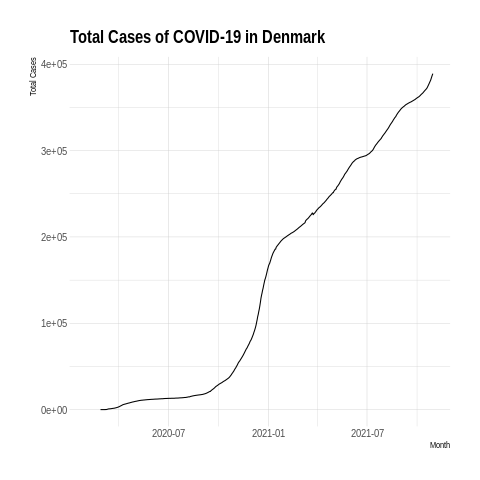 Total Cases of COVID-19 in Denmark
Total Cases
4e+05
3e+05
2e+05
1e+05
0e+00
2020-07 2021-01 2021-07
Month